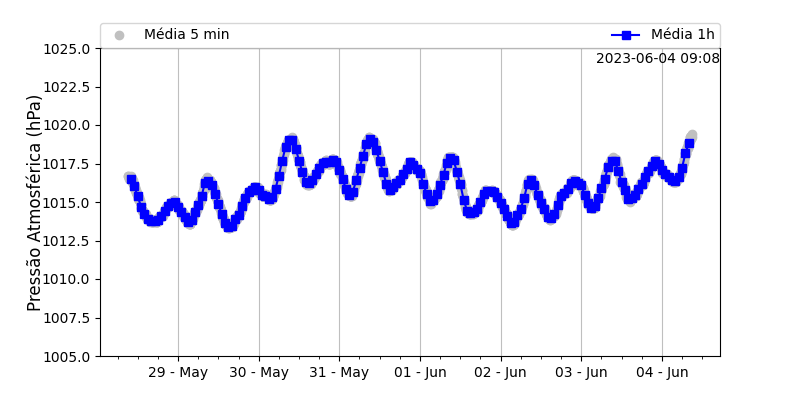 Média 5 min
Média 1h
2023-06-04 09:08
Pressão Atmosférica (hPa)
1025.0
1022.5
1020.0
1017.5
1015.0
1012.5
1010.0
1007.5
1005.0
29 - May
30 - May
31 - May
01 - Jun
02 - Jun
03 - Jun
04 - Jun